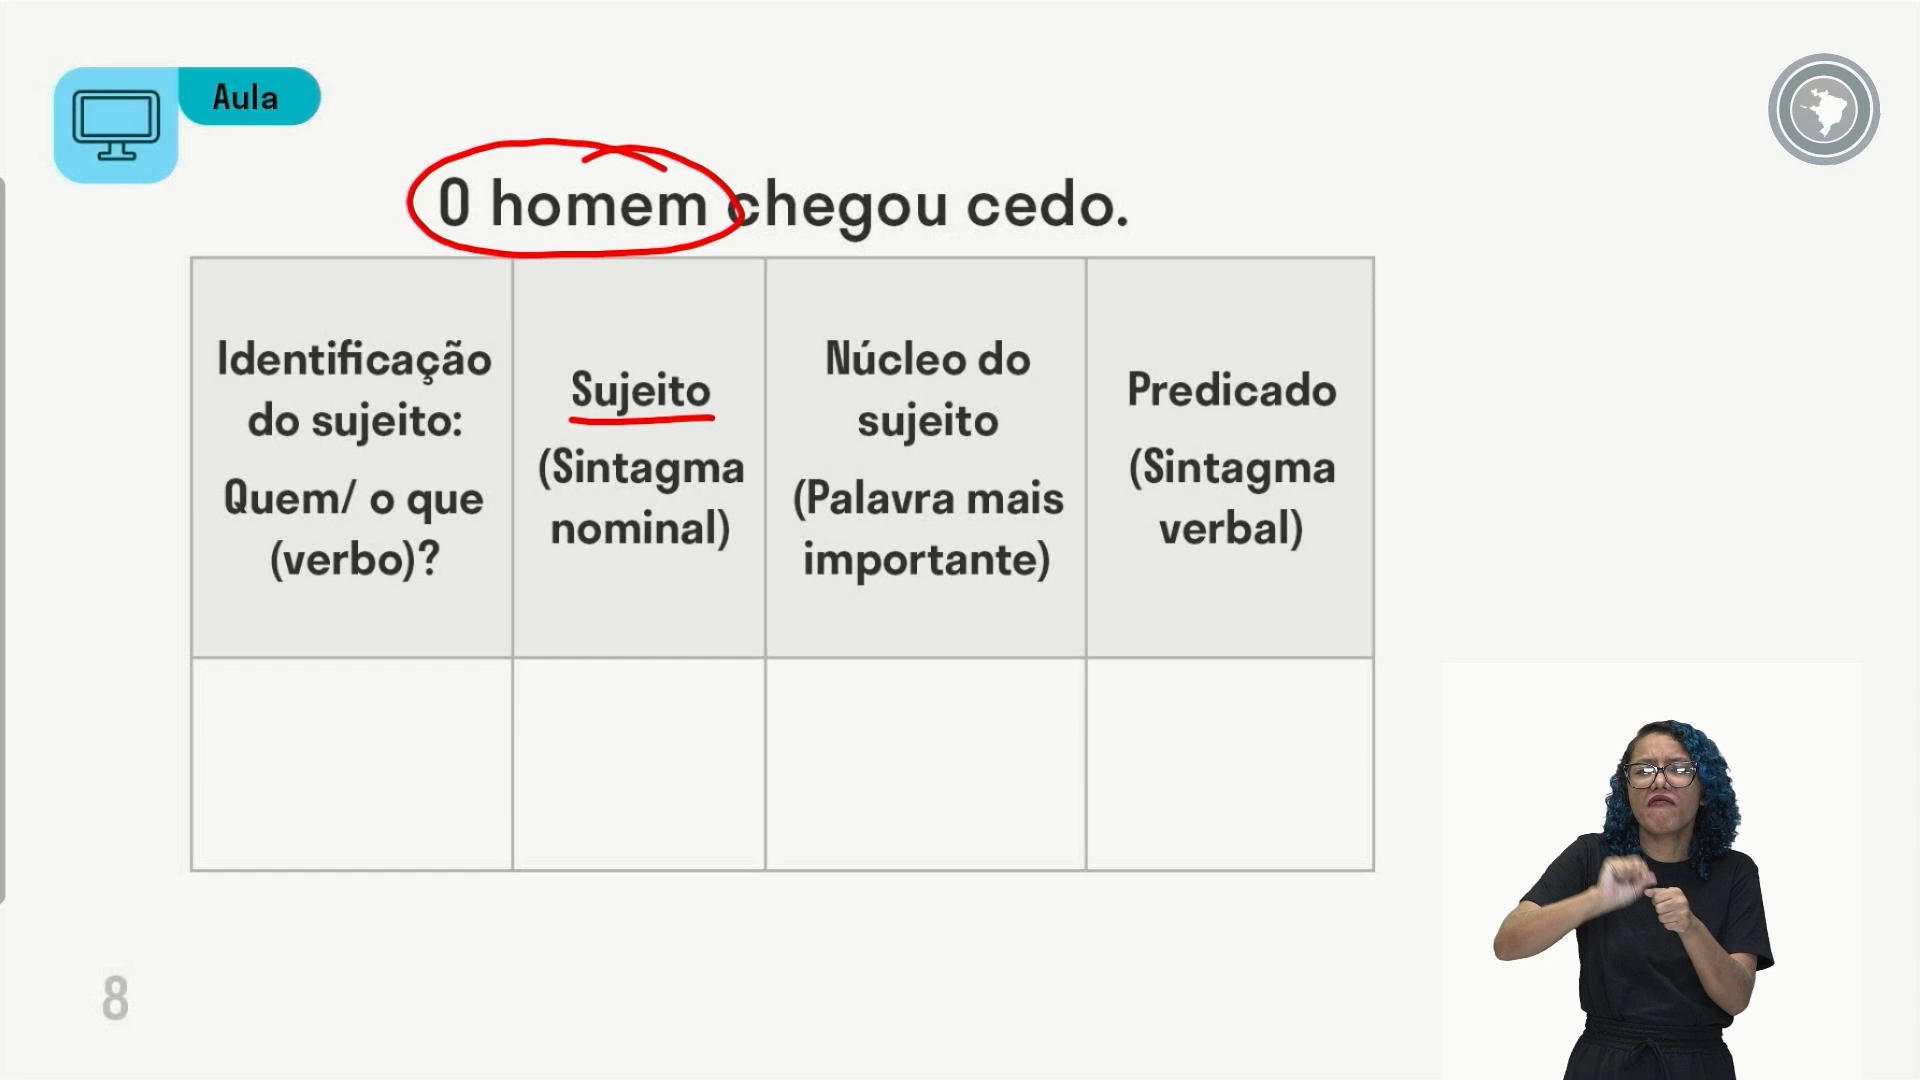 Aula
O homem chegou cedo.
Identificação
do sujeito:
Quem/ o que
(verbo)?
Sujeito
(Sintagma
nominal)
Núcleo do
sujeito
(Palavra mais
importante)
Predicado
(Sintagma
verbal)
8